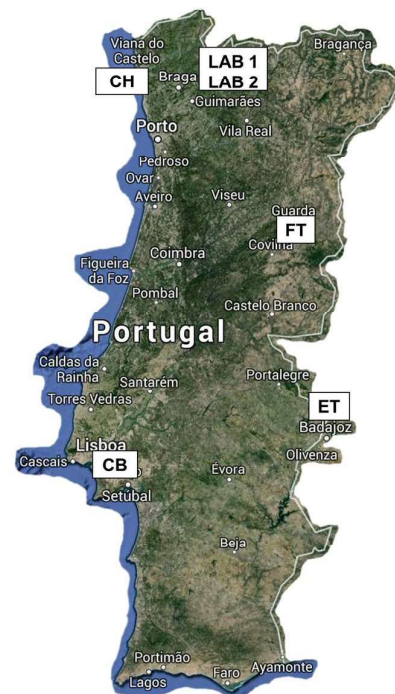 Viana do
Castelo
Bragança
LAB 1
LAB 2
CH
Braga
Guimarães
Porto
Vila Real
Pedroso
Ovar
Aveiro
Viseu
Guarda
FT
Covilhã
Coimbra
Figueira
da Foz
Pombal
Castelo Branco
Portugal
Caldas da
Rainha
Santarém
Portalegre
Torres Vedras
ET
Badajoz
Lisboa
CB
Cascais
Olivenza
Évora
Setúbal
Beja
Portimão
Lagos
Faro
Ayamonte